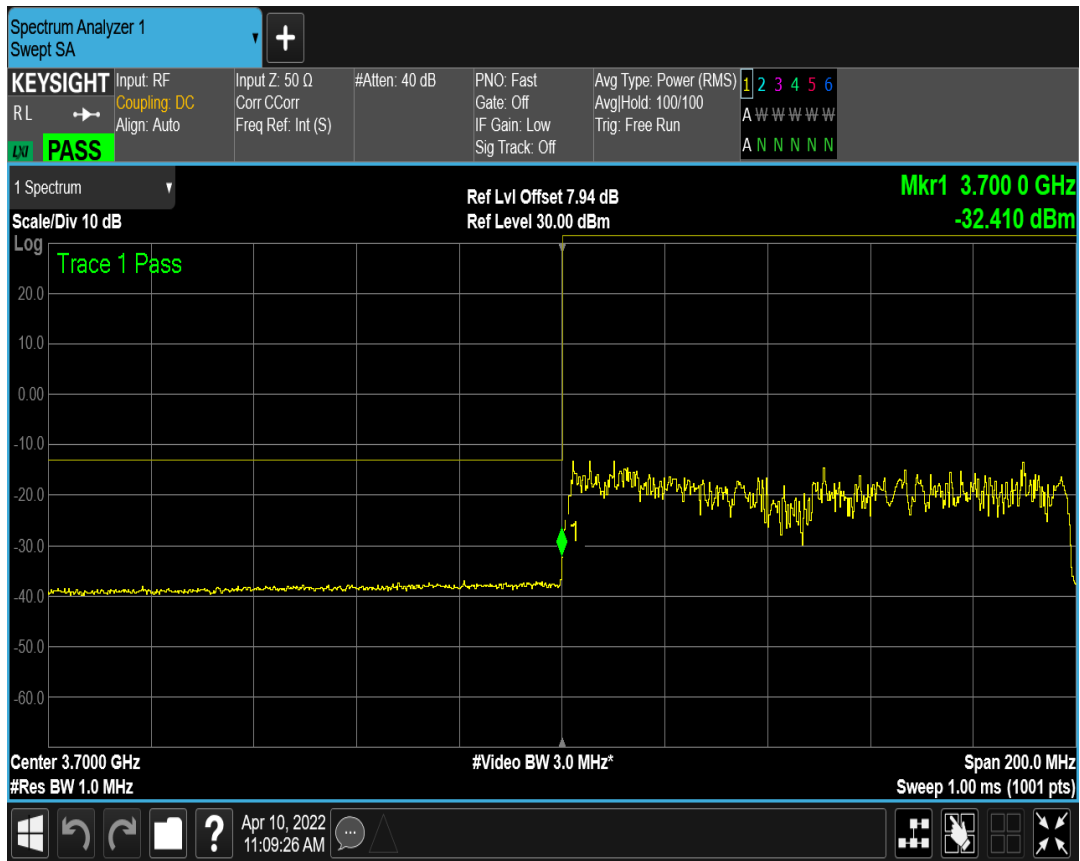 Spectrum Analyzer 1
Swept SA
+
KEYSIGHT
RL
LXI PASS
Input: RF
Coupling: DC
Align: Auto
Input Z: 50 Ω
Corr CCorr
Freq Ref: Int (S)
#Atten: 40 dB
PNO: Fast
Gate: Off
IF Gain: Low
Sig Track: Off
Avg Type: Power (RMS)
Avg|Hold: 100/100
Trig: Free Run
1 2 3 4 5 6
A W W W W W
A N N N N N
1 Spectrum
Scale/Div 10 dB
Ref Lvl Offset 7.94 dB
Ref Level 30.00 dBm
Mkr1 3.700 0 GHz
-32.410 dBm
Log
Trace 1 Pass
20.0
10.0
0.00
-10.0
-20.0
-30.0
-40.0
-50.0
-60.0
1
Center 3.7000 GHz
#Res BW 1.0 MHz
#Video BW 3.0 MHz*
Span 200.0 MHz
Sweep 1.00 ms (1001 pts)
?
Apr 10, 2022
11:09:26 AM